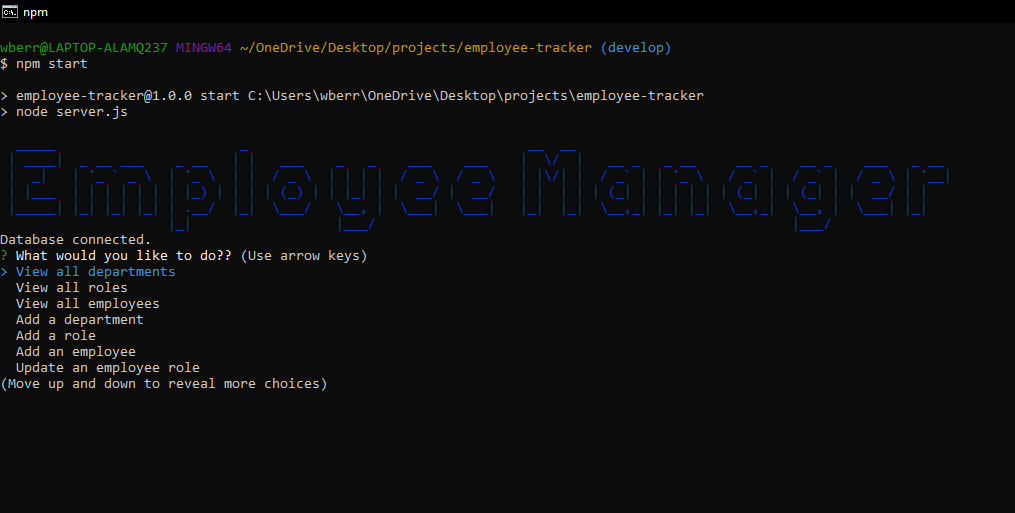 npm
wberr@LAPTOP-ALAMQ237 MINGW64 ~/OneDrive/Desktop/projects/employee-tracker (develop)
$ npm start
> employee-tracker@1.0.0 start C:\Users\wberr\OneDrive\Desktop\projects\employee-tracker
> node server.js
Employee Manager
Database connected.
? What would you like to do?? (Use arrow keys)
> View all departments
View all roles
View all employees
Add a department
Add a role
Add an employee
Update an employee role
(Move up and down to reveal more choices)